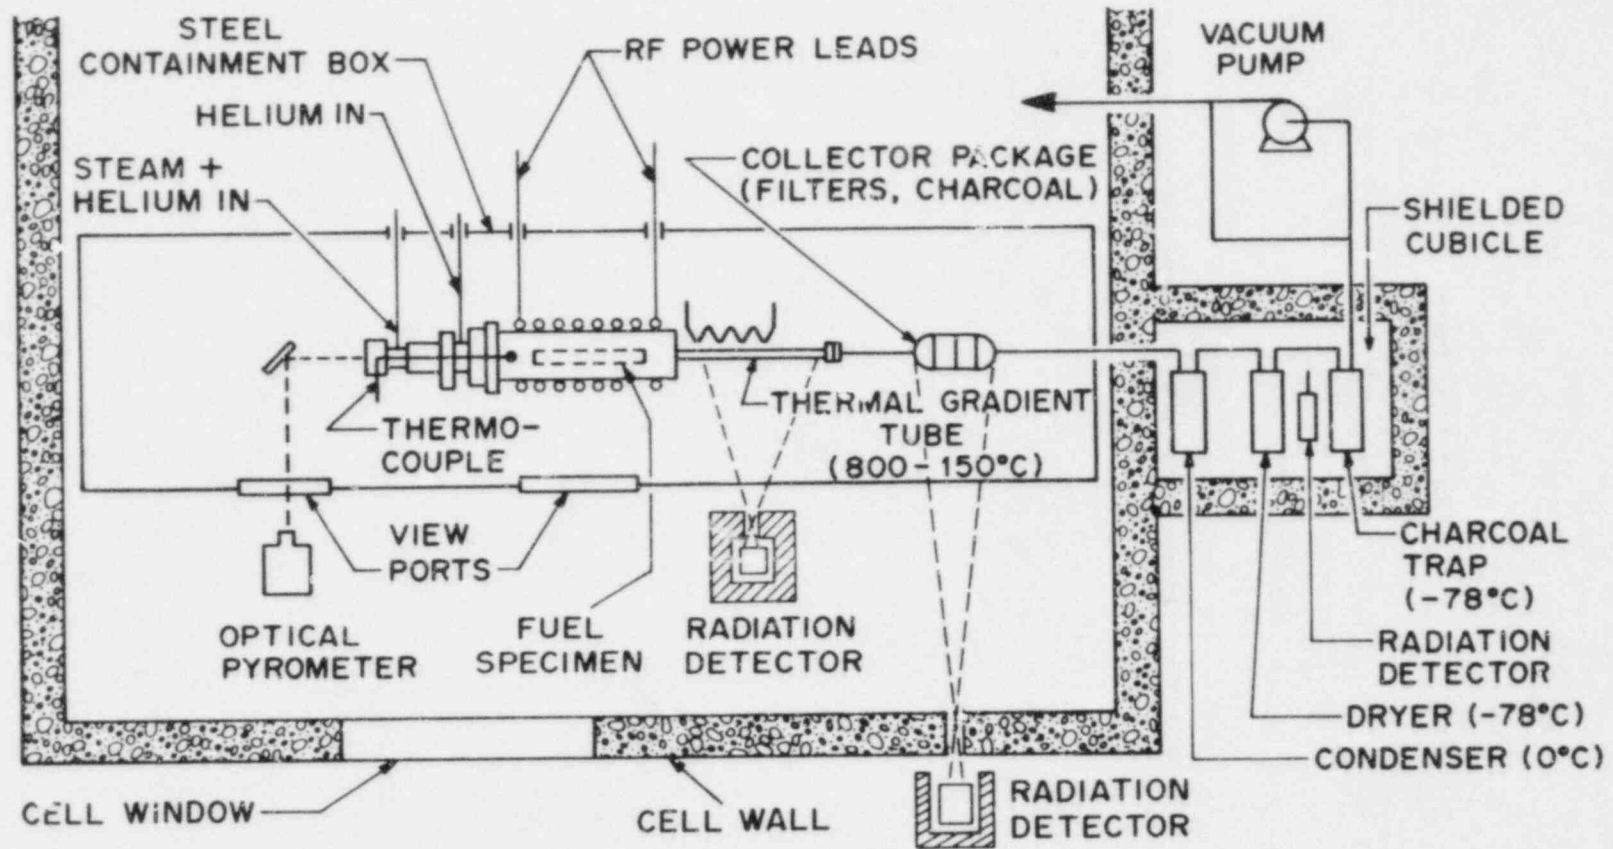 STEEL
CONTAINMENT BOX
HELIUM IN
STEAM +
HELIUM IN
RF POWER LEADS
COLLECTOR PACKAGE
(FILTERS, CHARCOAL)
VACUUM
PUMP
SHIELDED
CUBICLE
THERMO-
COUPLE
THERMAL GRADIENT
TUBE
(800-150°C)
VIEW
PORTS
OPTICAL
PYROMETER
FUEL
SPECIMEN
RADIATION
DETECTOR
CHARCOAL
TRAP
(-78°C)
RADIATION
DETECTOR
DRYER (-78°C)
CONDENSER (0°C)
CELL WINDOW
CELL WALL
RADIATION
DETECTOR